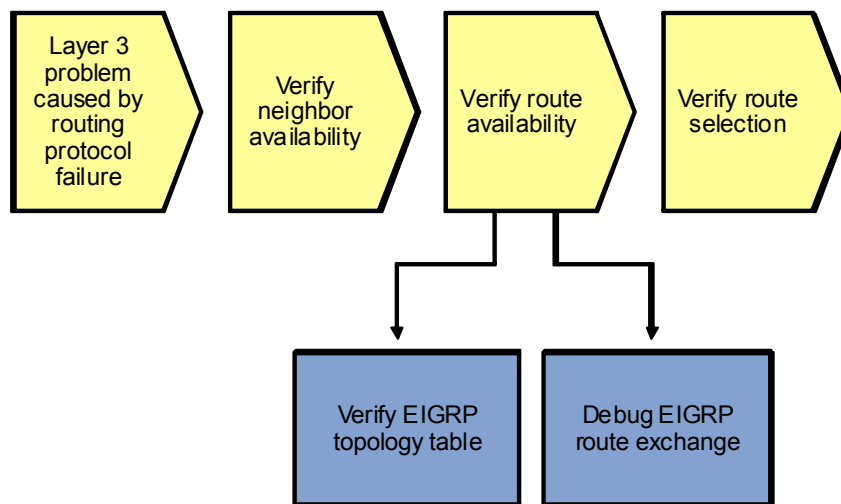 Layer 3
problem
caused by
routing
protocol
failure
Verify
neighbor
availability
Verify route
availability
Verify route
selection
Verify EIGRP
topology table
Debug EIGRP
route exchange